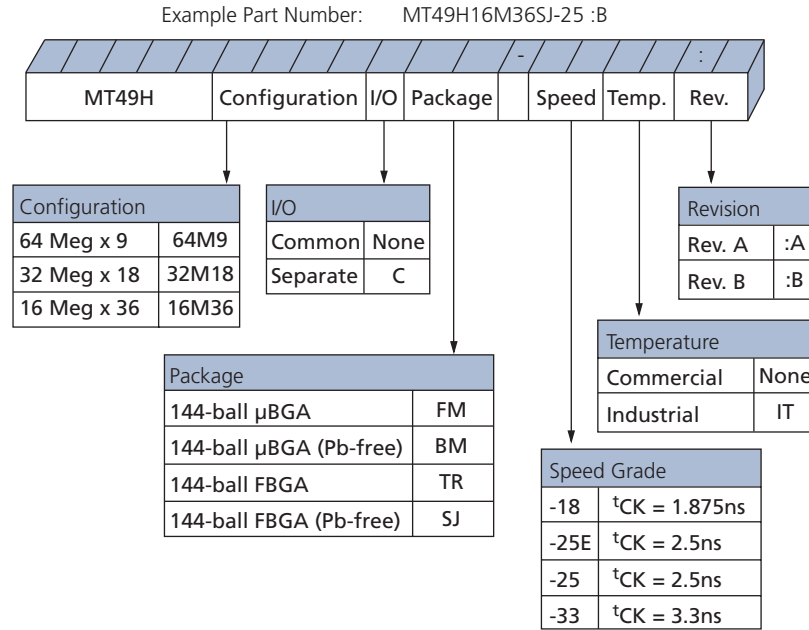 Example Part Number: MT49H16M36SJ-25 :B
- :
MT49H Configuration I/O Package Speed Temp. Rev.
Configuration
64 Meg x 9 64M9
32 Meg x 18 32M18
16 Meg x 36 16M36
I/O
Common None
Separate C
Revision
Rev. A :A
Rev. B :B
Temperature
Commercial None
Industrial IT
Package
144-ball µBGA FM
144-ball µBGA (Pb-free) BM
144-ball FBGA TR
144-ball FBGA (Pb-free) SJ
Speed Grade
-18 tCK = 1.875ns
-25E tCK = 2.5ns
-25 tCK = 2.5ns
-33 tCK = 3.3ns